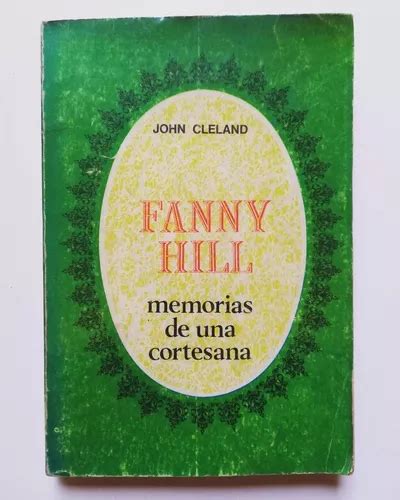 JOHN CLELAND
FANNY
HILL
memorias
de una
cortesana